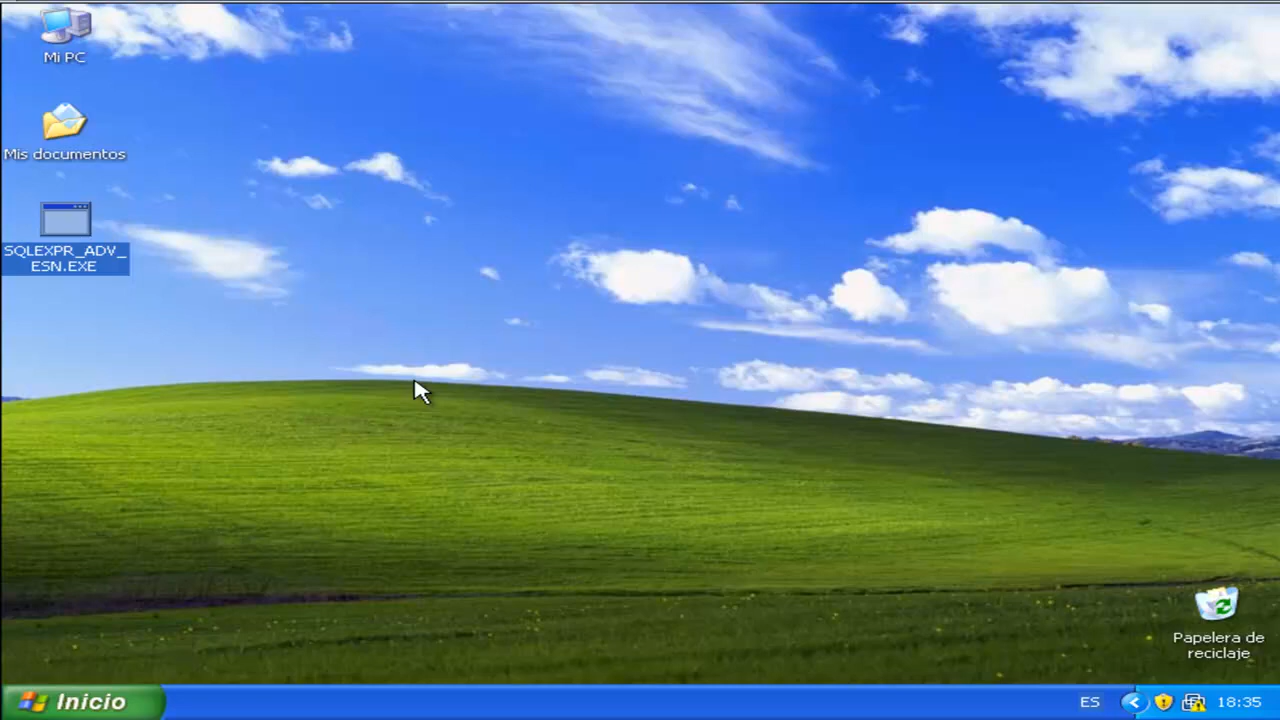 Mi PC
Mis documentos
SQLEXPR_ADV_
ESN.EXE
Papelera de
reciclaje
Inicio
ES
18:35